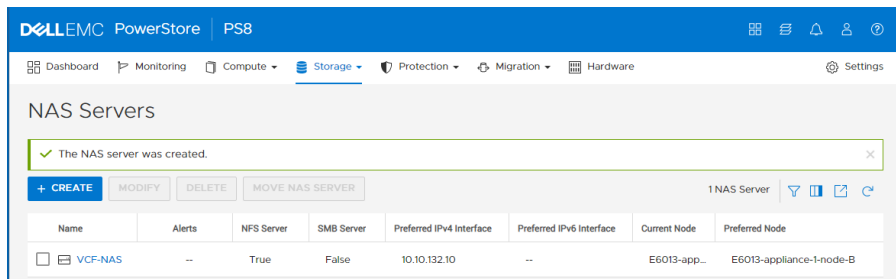 DELLEMC PowerStore PS8
Dashboard Monitoring Compute Storage Protection Migration Hardware Settings
NAS Servers
The NAS server was created.
+ CREATE MODIFY DELETE MOVE NAS SERVER 1 NAS Server
Name Alerts NFS Server SMB Server Preferred IPv4 Interface Preferred IPv6 Interface Current Node Preferred Node
VCF-NAS -- True False 10.10.132.10 -- E6013-app... E6013-appliance-1-node-B